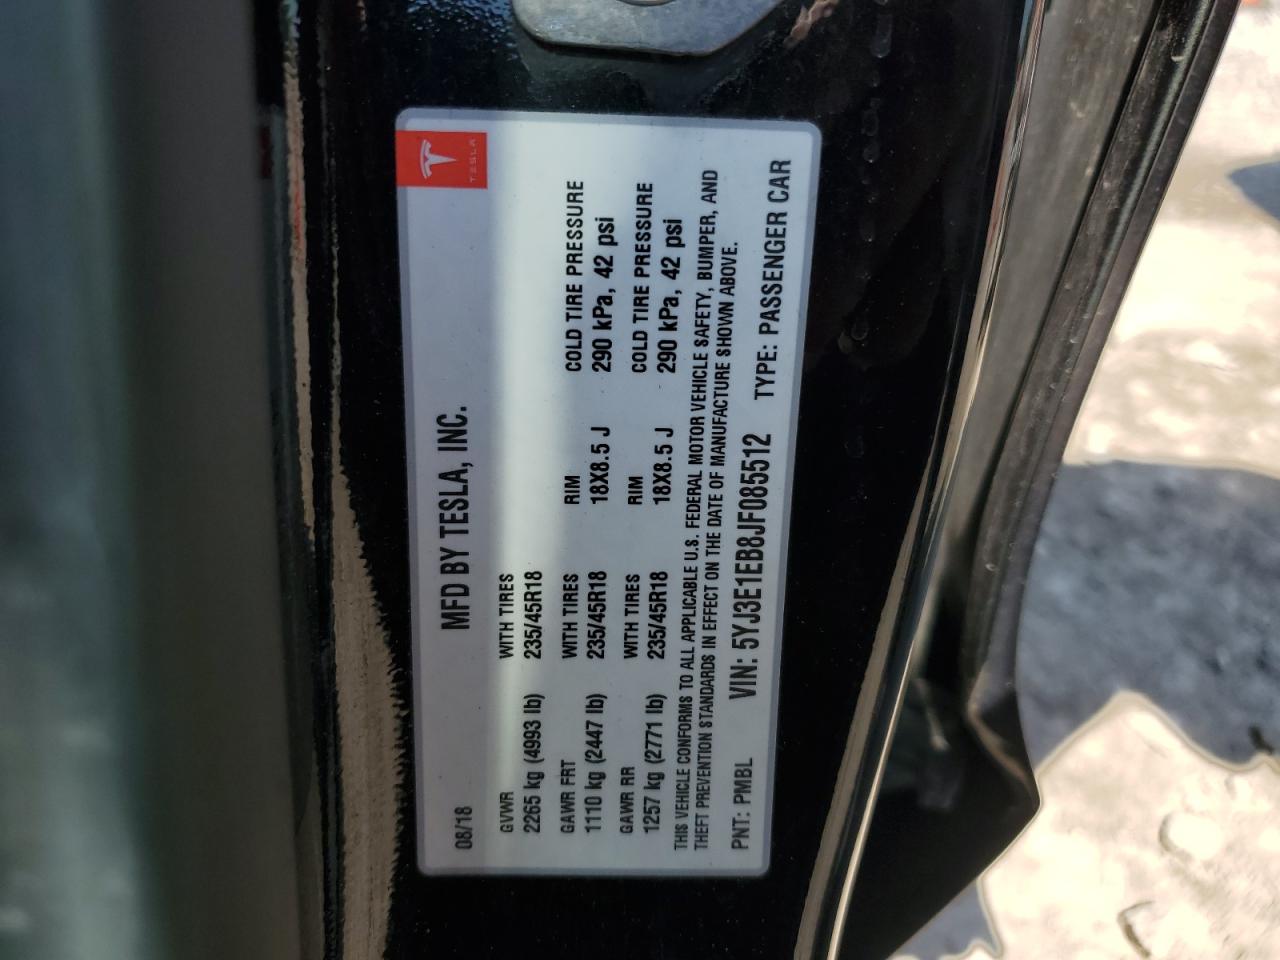 TESLA
08/18 MFD BY TESLA, INC.
GVWR WITH TIRES
2265 kg (4993 lb) 235/45R18
GAWR FRT WITH TIRES RIM COLD TIRE PRESSURE
1110 kg (2447 lb) 235/45R18 18X8.5 J 290 kPa, 42 psi
GAWR RR WITH TIRES RIM COLD TIRE PRESSURE
1257 kg (2771 lb) 235/45R18 18X8.5 J 290 kPa, 42 psi
THIS VEHICLE CONFORMS TO ALL APPLICABLE U.S. FEDERAL MOTOR VEHICLE SAFETY, BUMPER, AND
THEFT PREVENTION STANDARDS IN EFFECT ON THE DATE OF MANUFACTURE SHOWN ABOVE.
PNT: PMBL VIN: 5YJ3E1EB8JF085512 TYPE: PASSENGER CAR